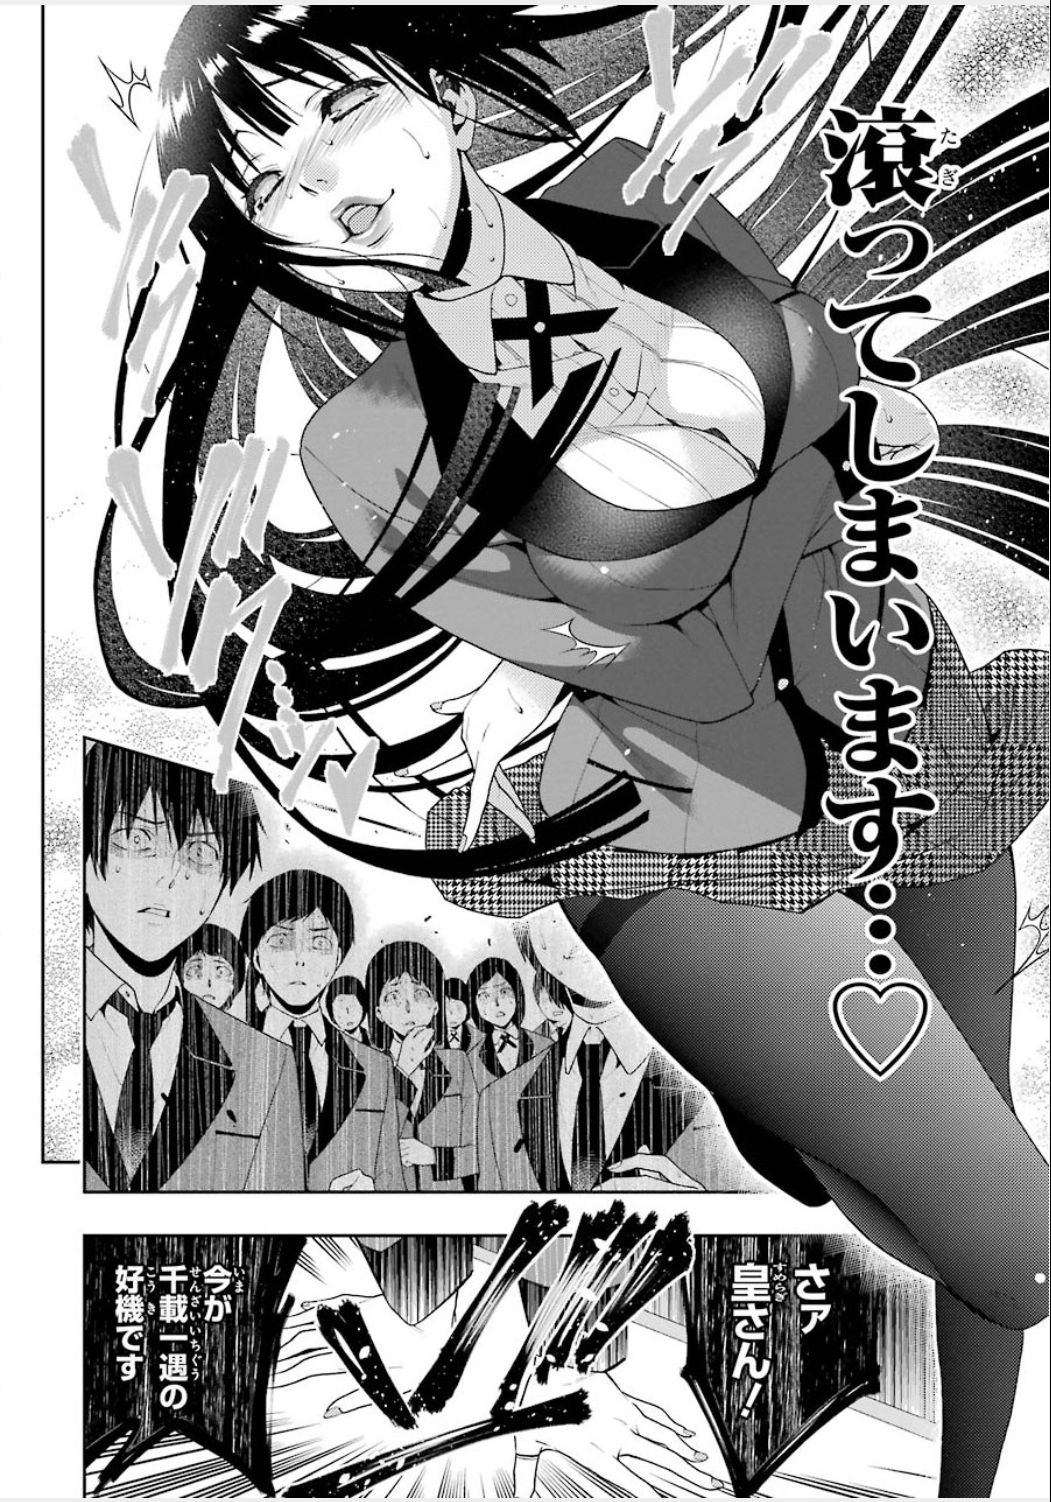 滾ってしまいます…♡
さァ
皇さん!
今が
千載一遇の
好機です